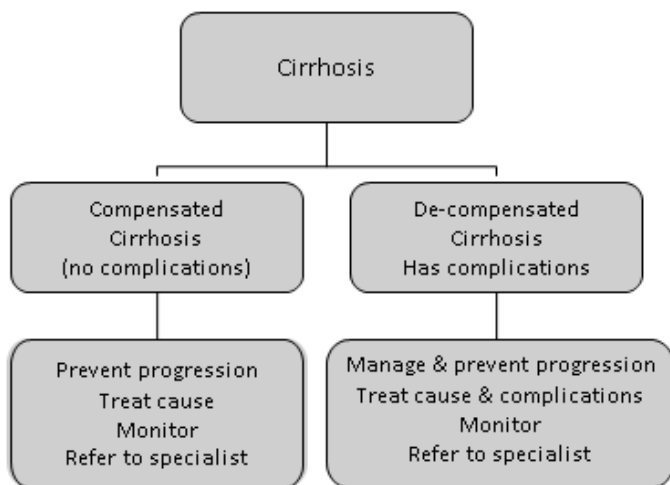 Cirrhosis
Compensated
Cirrhosis
(no complications)
De-compensated
Cirrhosis
Has complications
Prevent progression
Treat cause
Monitor
Refer to specialist
Manage & prevent progression
Treat cause & complications
Monitor
Refer to specialist